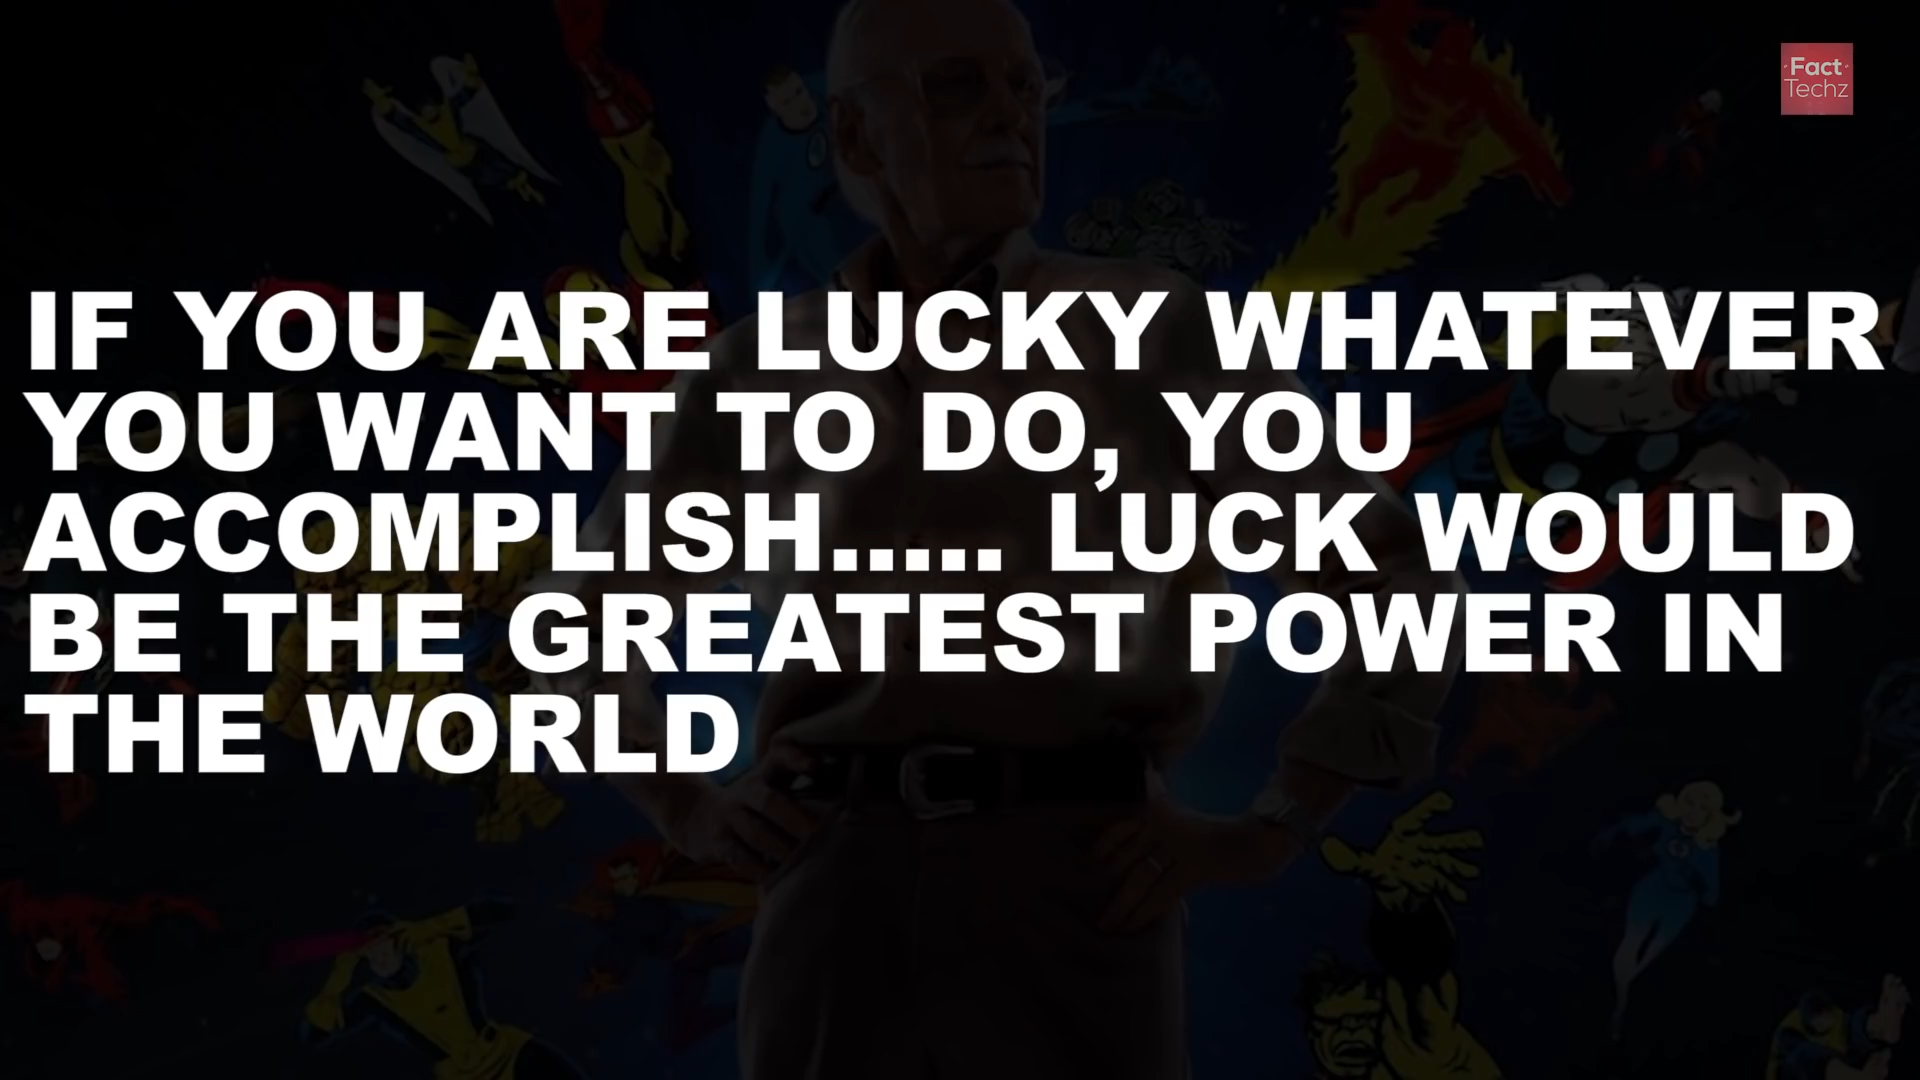 Fact
Techz
IF YOU ARE LUCKY WHATEVER
YOU WANT TO DO, YOU
ACCOMPLISH..... LUCK WOULD
BE THE GREATEST POWER IN
THE WORLD